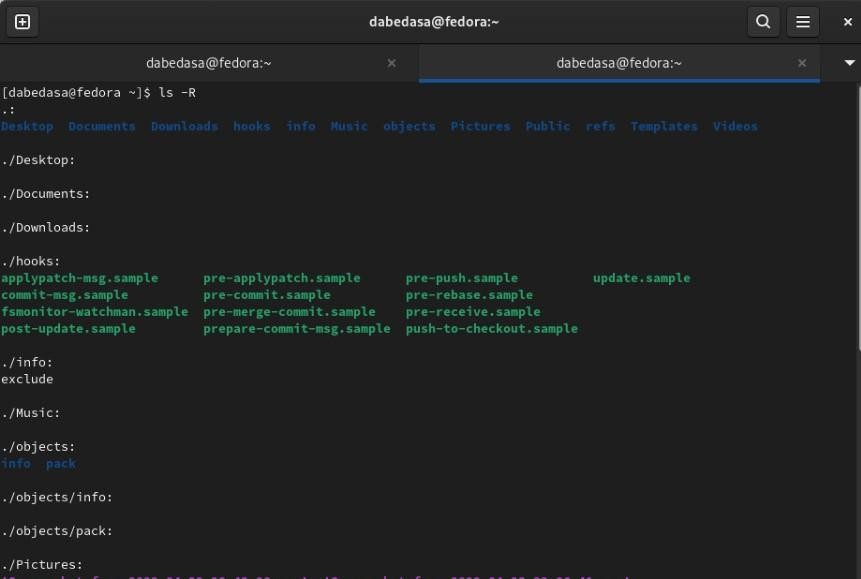 dabedasa@fedora:~
dabedasa@fedora:~ dabedasa@fedora:~
[dabedasa@fedora ~]$ ls -R
.:
Desktop Documents Downloads hooks info Music objects Pictures Public refs Templates Videos
./Desktop:
./Documents:
./Downloads:
./hooks:
applypatch-msg.sample pre-applypatch.sample pre-push.sample update.sample
commit-msg.sample pre-commit.sample pre-rebase.sample
fsmonitor-watchman.sample pre-merge-commit.sample pre-receive.sample
post-update.sample prepare-commit-msg.sample push-to-checkout.sample
./info:
exclude
./Music:
./objects:
info pack
./objects/info:
./objects/pack:
./Pictures: